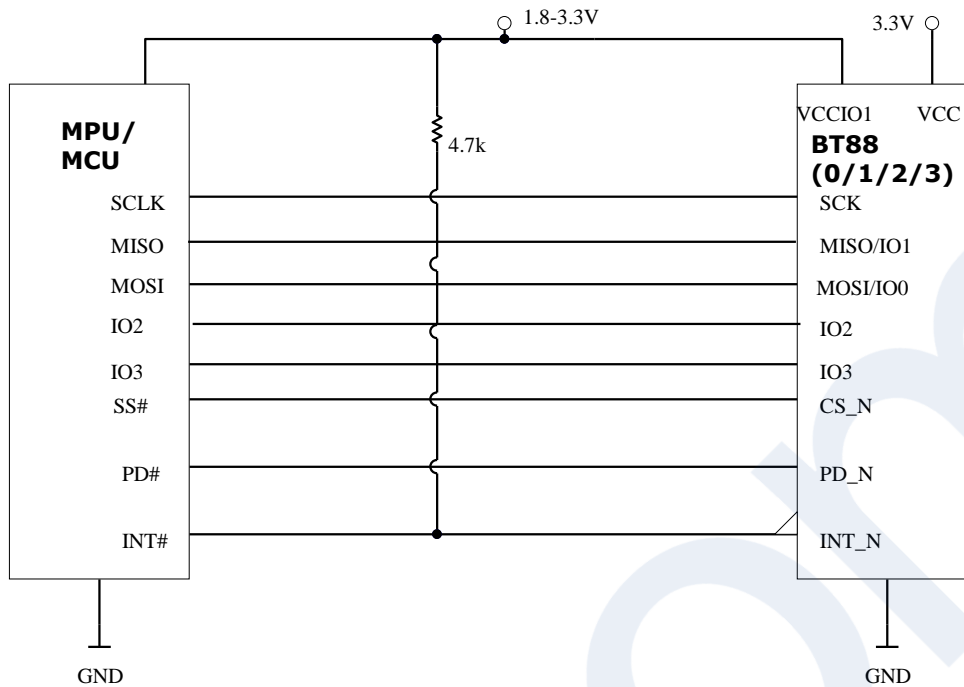 1.8-3.3V
3.3V
MPU/
MCU
4.7k
VCCIO1
VCC
BT88
(0/1/2/3)
SCLK
SCK
MISO
MISO/IO1
MOSI
MOSI/IO0
IO2
IO2
IO3
IO3
SS#
CS_N
PD#
PD_N
INT#
INT_N
GND
GND